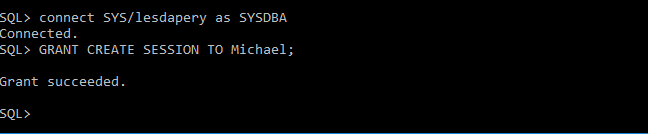 SQL> connect SYS/lesdapery as SYSDBA
Connected.
SQL> GRANT CREATE SESSION TO Michael;
Grant succeeded.
SQL>